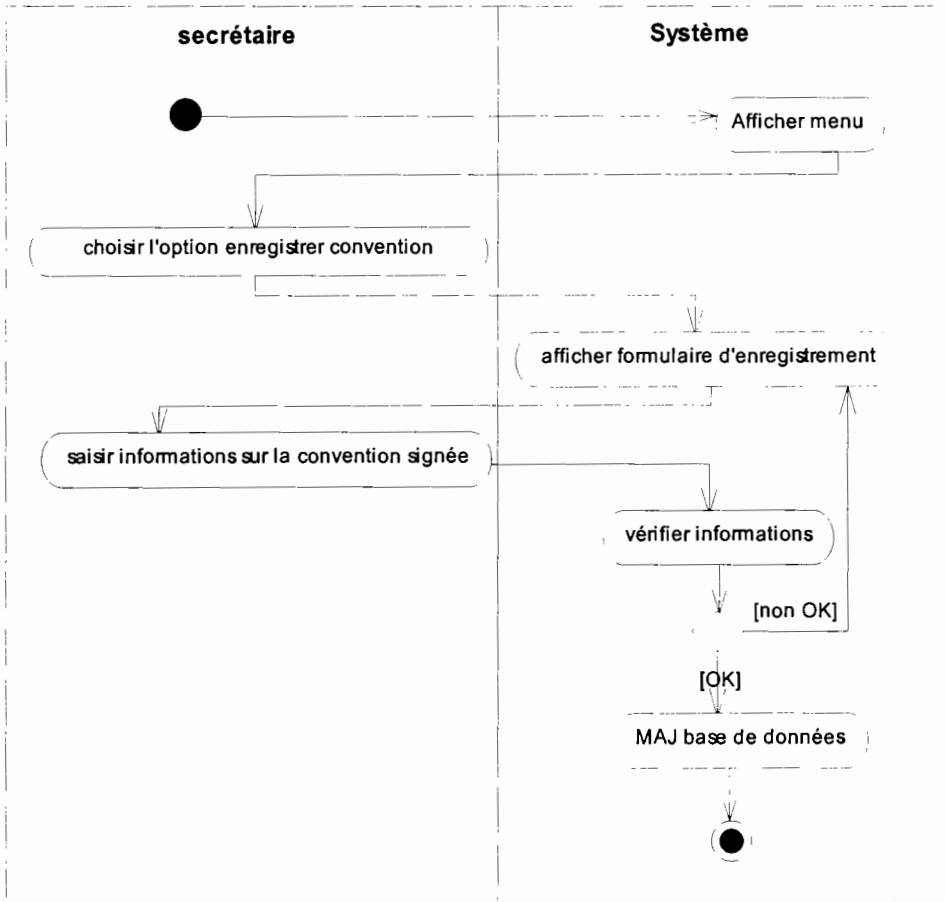 secrétaire
Système
Afficher menu
choisir l'option enregistrer convention
afficher formulaire d'enregistrement
saisir informations sur la convention signée
vérifier informations
[non OK]
[OK]
MAJ base de données